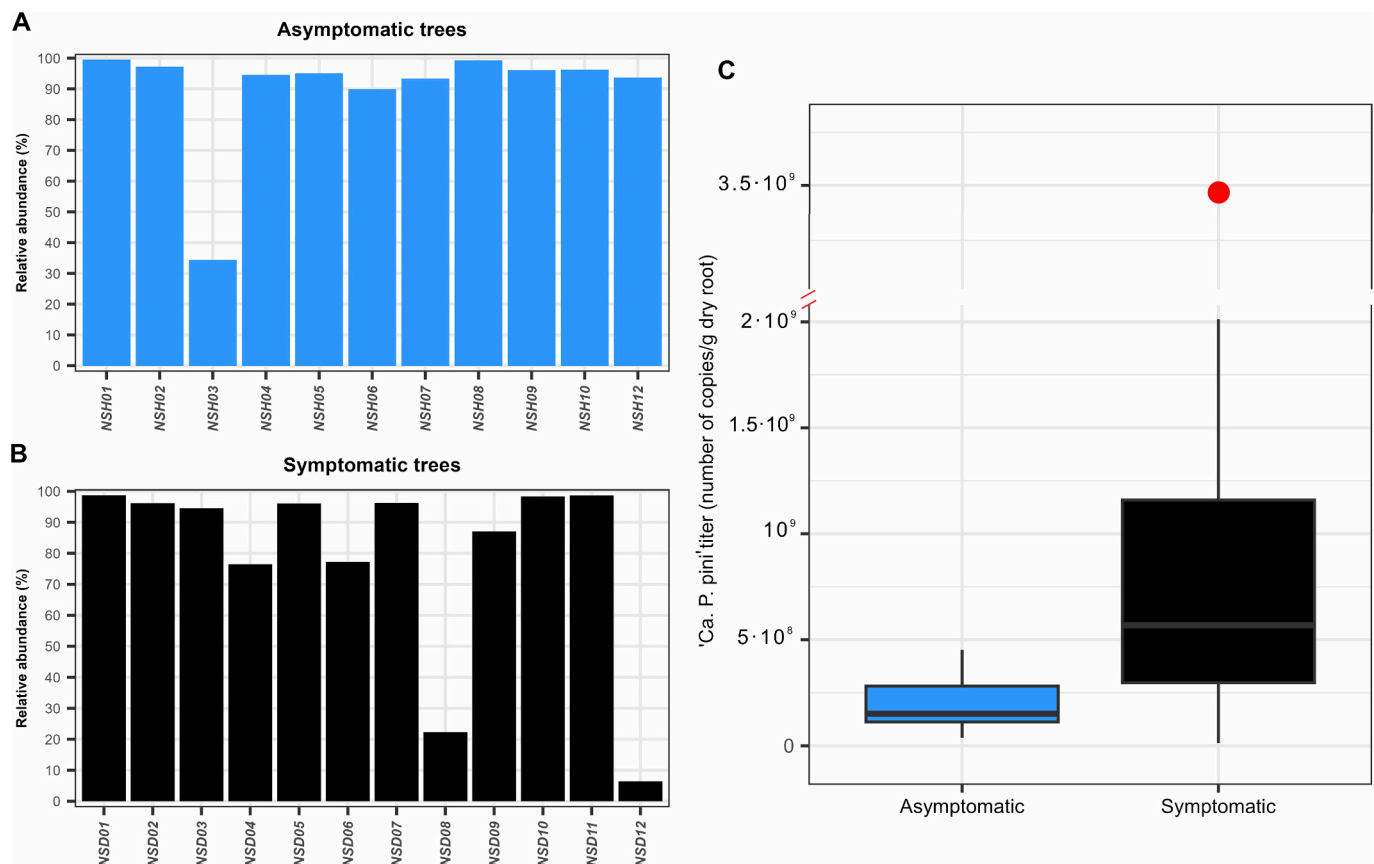 A
Asymptomatic trees
Relative abundance (%)
100
90
80
70
60
50
40
30
20
10
0
NSH01
NSH02
NSH03
NSH04
NSH05
NSH06
NSH07
NSH08
NSH09
NSH10
NSH12
B
Symptomatic trees
Relative abundance (%)
100
90
80
70
60
50
40
30
20
10
0
NSD01
NSD02
NSD03
NSD04
NSD05
NSD06
NSD07
NSD08
NSD09
NSD10
NSD11
NSD12
C
'Ca. P. pini' titer (number of copies/g dry root)
3.5·10⁹
2·10⁹
1.5·10⁹
10⁹
5·10⁸
0
Asymptomatic
Symptomatic